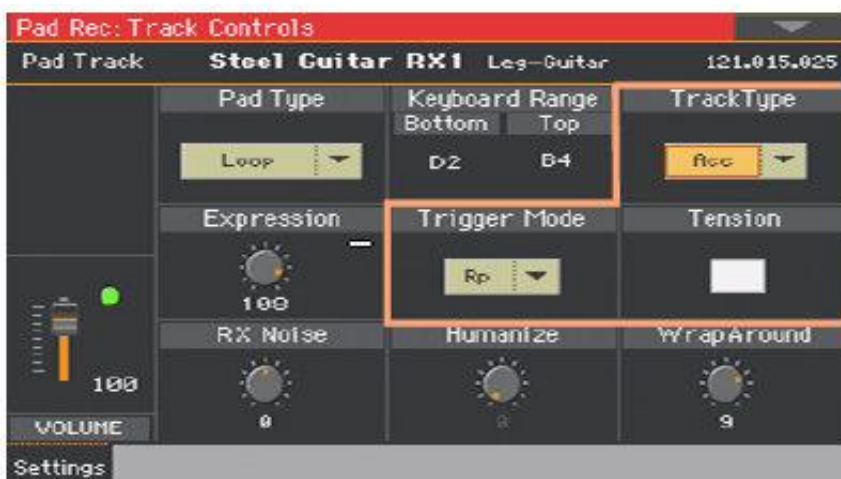 Pad Rec: Track Controls
Pad Track Steel Guitar RX1 Leg-Guitar 121.015.025
Pad Type Keyboard Range TrackType
Bottom Top
Loop D2 B4 Acc
Expression Trigger Mode Tension
Rp
100
RX Noise Humanize WrapAround
100
0 0 9
VOLUME
Settings